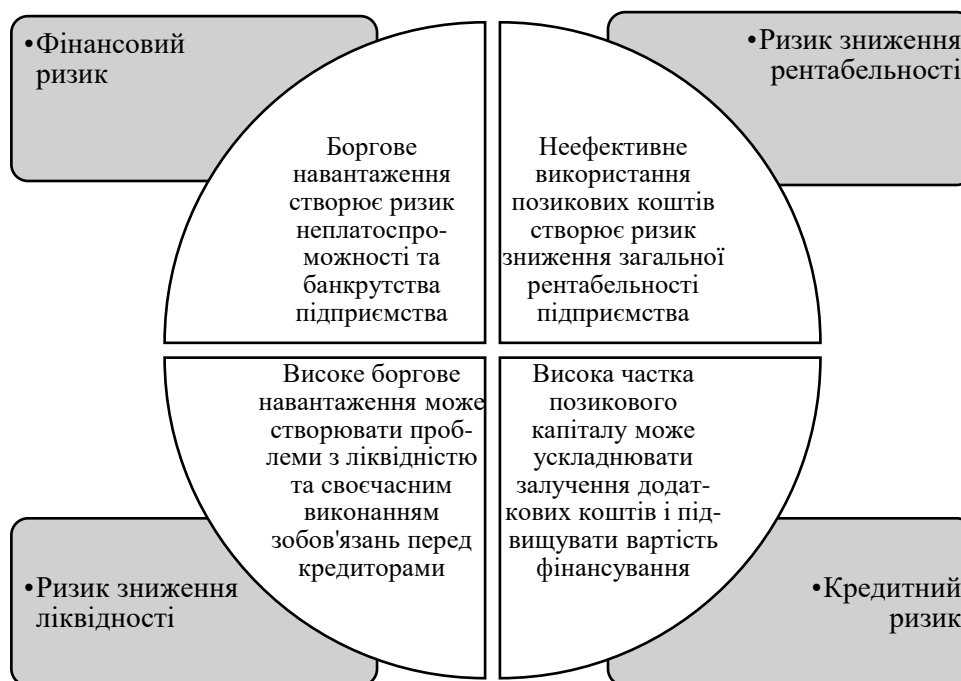 •Фінансовий
ризик
•Ризик зниження
рентабельності
Боргове
навантаження
створює ризик
неплатоспро-
можності та
банкрутства
підприємства
Неефективне
використання
позикових коштів
створює ризик
зниження загальної
рентабельності
підприємства
Високе боргове
навантаження може
створювати проб-
леми з ліквідністю
та своєчасним
виконанням
зобов'язань перед
кредиторами
Висока частка
позикового
капіталу може
ускладнювати
залучення додат-
кових коштів і під-
вищувати вартість
фінансування
•Ризик зниження
ліквідності
•Кредитний
ризик